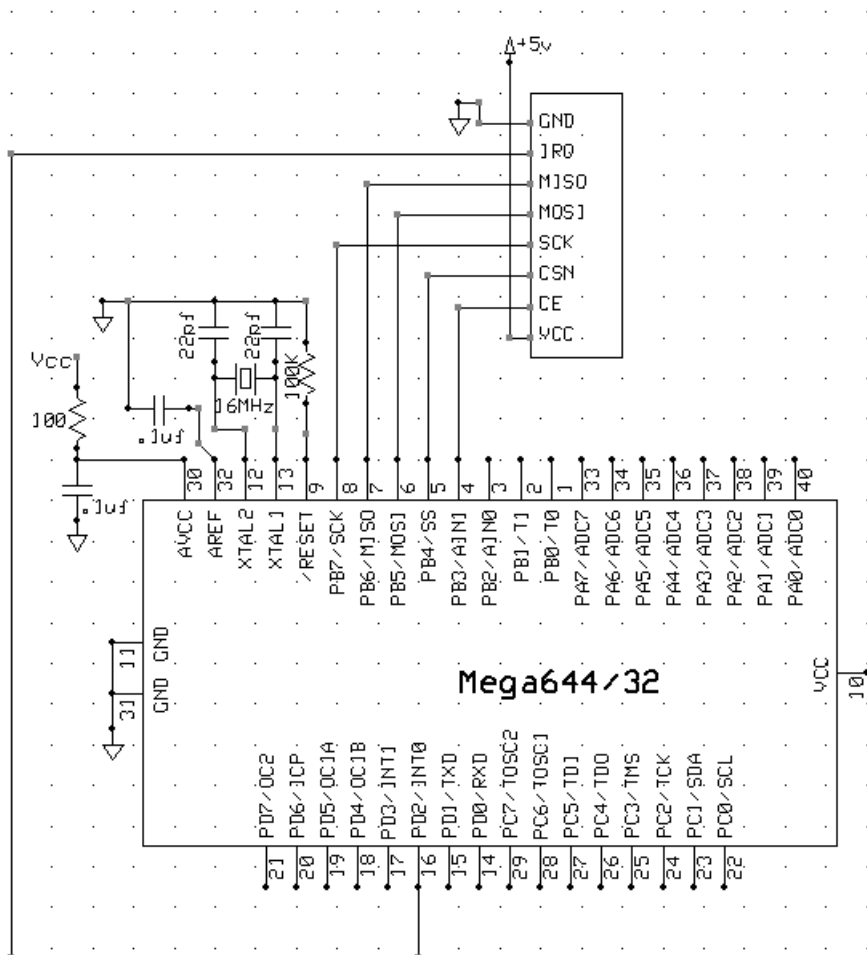 +5v
GND
IRQ
MISO
MOSI
SCK
CSN
CE
VCC
22pf
22pf
Vcc
100K
16MHz
100
.1uf
.1uf
30
32
12
13
9
8
7
6
5
4
3
2
1
33
34
35
36
37
38
39
40
AVCC
AREF
XTAL2
XTAL1
/RESET
PB7/SCK
PB6/MISO
PB5/MOSI
PB4/SS
PB3/AIN1
PB2/AIN0
PB1/T1
PB0/T0
PA7/ADC7
PA6/ADC6
PA5/ADC5
PA4/ADC4
PA3/ADC3
PA2/ADC2
PA1/ADC1
PA0/ADC0
11
GND
31
GND
Mega644/32
VCC
10
PD7/OC2
PD6/ICP
PD5/OC1A
PD4/OC1B
PD3/INT1
PD2/INT0
PD1/TXD
PD0/RXD
PC7/TOSC2
PC6/TOSC1
PC5/TDI
PC4/TDO
PC3/TMS
PC2/TCK
PC1/SDA
PC0/SCL
21
20
19
18
17
16
15
14
29
28
27
26
25
24
23
22